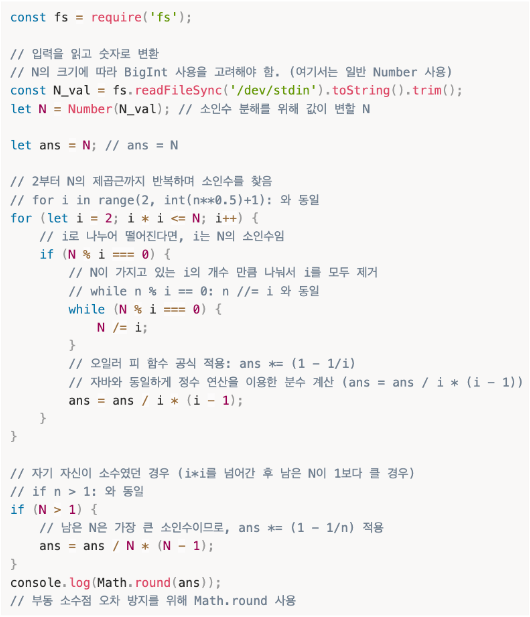 const fs = require('fs');

// 입력을 읽고 숫자로 변환
// N의 크기에 따라 BigInt 사용을 고려해야 함. (여기서는 일반 Number 사용)
const N_val = fs.readFileSync('/dev/stdin').toString().trim();
let N = Number(N_val); // 소인수 분해를 위해 값이 변할 N

let ans = N; // ans = N

// 2부터 N의 제곱근까지 반복하며 소인수를 찾음
// for i in range(2, int(n**0.5)+1): 와 동일
for (let i = 2; i * i <= N; i++) {
    // i로 나누어 떨어진다면, i는 N의 소인수임
    if (N % i === 0) {
        // N이 가지고 있는 i의 개수 만큼 나눠서 i를 모두 제거
        // while n % i == 0: n //= i 와 동일
        while (N % i === 0) {
            N /= i;
        }
        // 오일러 피 함수 공식 적용: ans *= (1 - 1/i)
        // 자바와 동일하게 정수 연산을 이용한 분수 계산 (ans = ans / i * (i - 1))
        ans = ans / i * (i - 1);
    }
}

// 자기 자신이 소수였던 경우 (i*i를 넘어간 후 남은 N이 1보다 클 경우)
// if n > 1: 와 동일
if (N > 1) {
    // 남은 N은 가장 큰 소인수이므로, ans *= (1 - 1/n) 적용
    ans = ans / N * (N - 1);
}
console.log(Math.round(ans));
// 부동 소수점 오차 방지를 위해 Math.round 사용